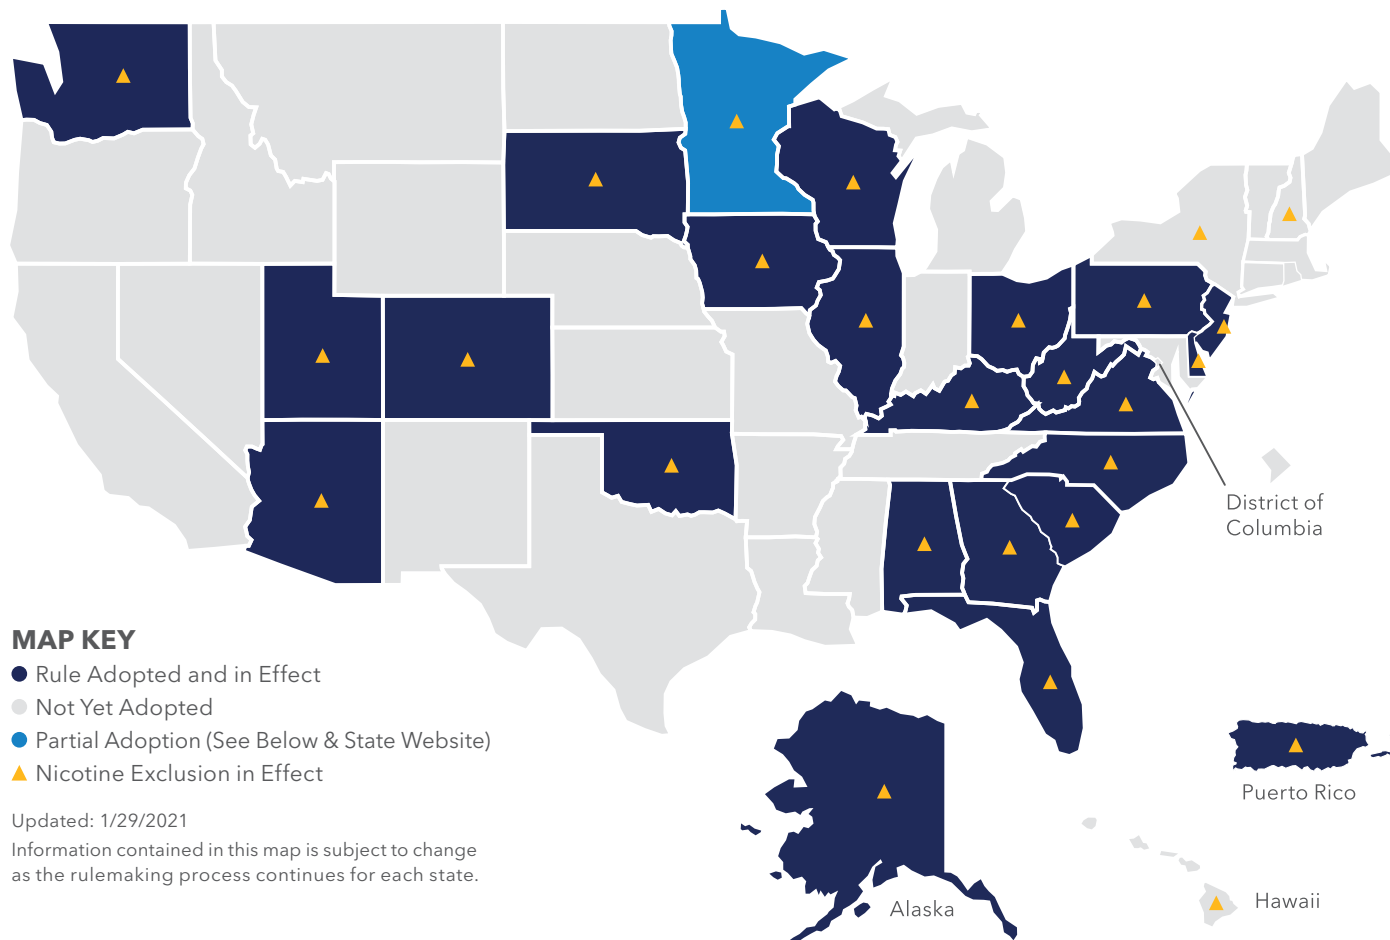 District of
Columbia
MAP KEY
Rule Adopted and in Effect
Not Yet Adopted
Partial Adoption (See Below & State Website)
Nicotine Exclusion in Effect
Updated: 1/29/2021
Information contained in this map is subject to change
as the rulemaking process continues for each state.
Puerto Rico
Alaska
Hawaii